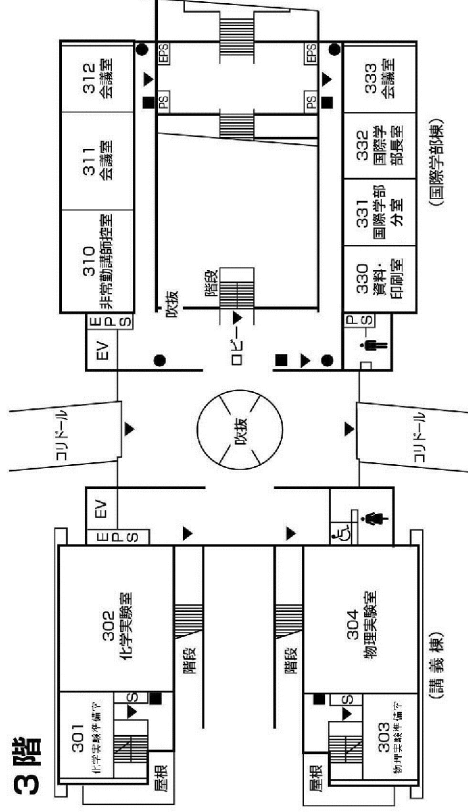 3階
301
化学実験準備室
302
化学実験室
屋根
S
階段
E
P
S
EV
コリドール
吹抜
EV
E
P
S
310
非常勤講師控室
311
会議室
312
会議室
吹抜
階段
ロビー
PS
EPS
PS
EPS
階段
屋根
S
303
物理実験準備室
304
物理実験室
(講義棟)
コリドール
P
S
330
資料・
印刷室
331
国際学部
分室
332
国際学
部長室
333
会議室
(国際学部棟)